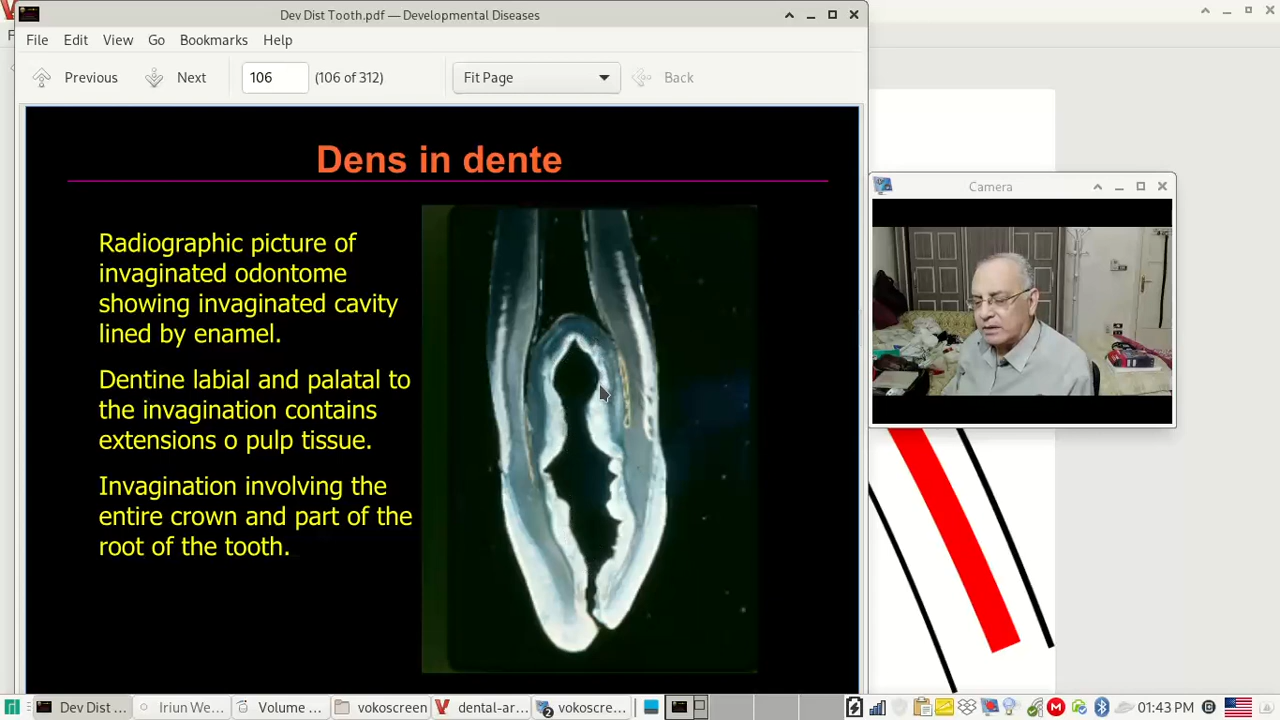 Dev Dist Tooth.pdf — Developmental Diseases
File Edit View Go Bookmarks Help
Previous Next 106 (106 of 312) Fit Page Back
Dens in dente
Radiographic picture of
invaginated odontome
showing invaginated cavity
lined by enamel.
Dentine labial and palatal to
the invagination contains
extensions o pulp tissue.
Invagination involving the
entire crown and part of the
root of the tooth.
Camera
Dev Dist ... Iriun We... Volume ... vokoscreen dental-ar... vokoscre... 01:43 PM